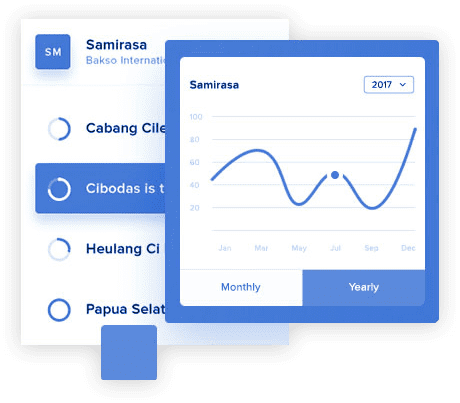 SM
Samirasa
Bakso Internatio
Cabang Cile
Cibodas is t
Heulang Ci
Papua Selat
Samirasa
2017
100
80
60
40
20
Jan
Mar
May
Jul
Sep
Dec
Monthly
Yearly